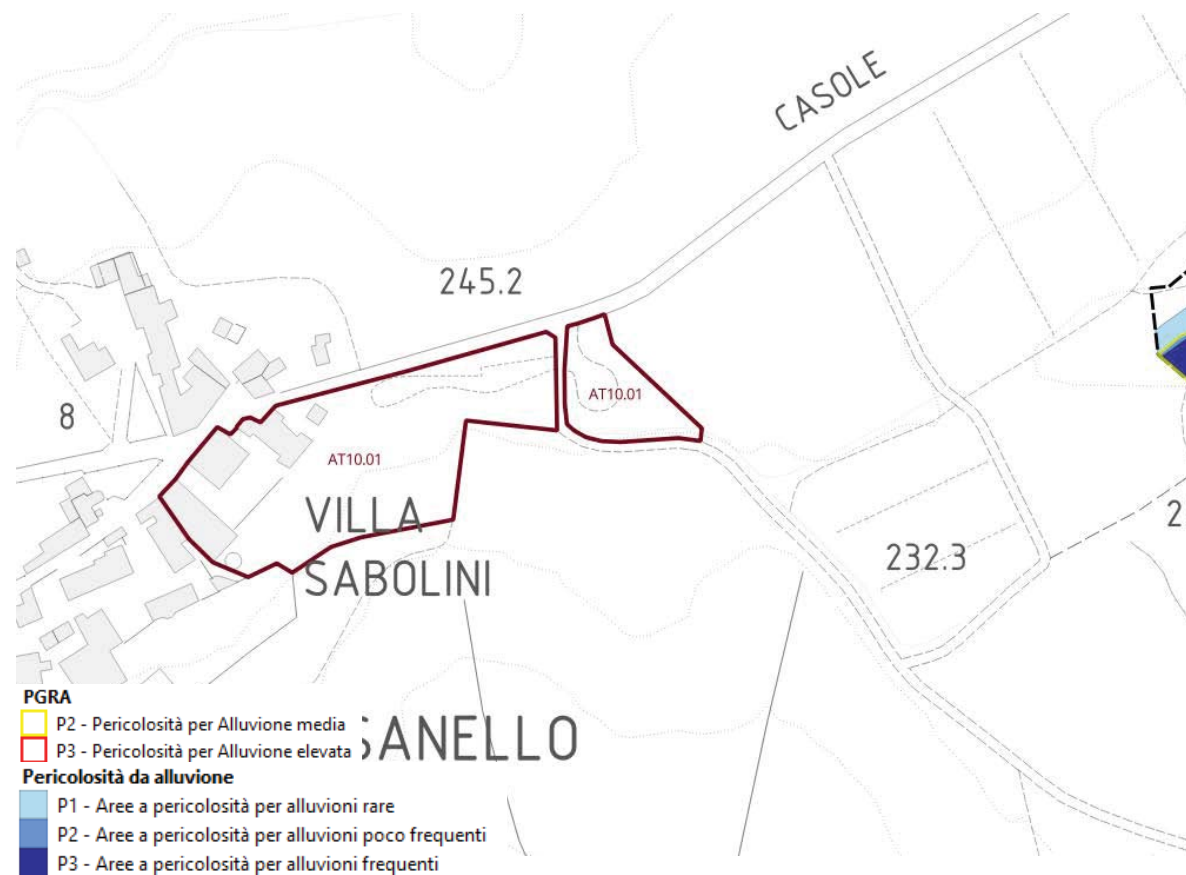 CASOLE
245.2
AT10.01
8
AT10.01
VILLA
SABOLINI
232.3
2
SANELLO
PGRA
P2 - Pericolosità per Alluvione media
P3 - Pericolosità per Alluvione elevata
Pericolosità da alluvione
P1 - Aree a pericolosità per alluvioni rare
P2 - Aree a pericolosità per alluvioni poco frequenti
P3 - Aree a pericolosità per alluvioni frequenti